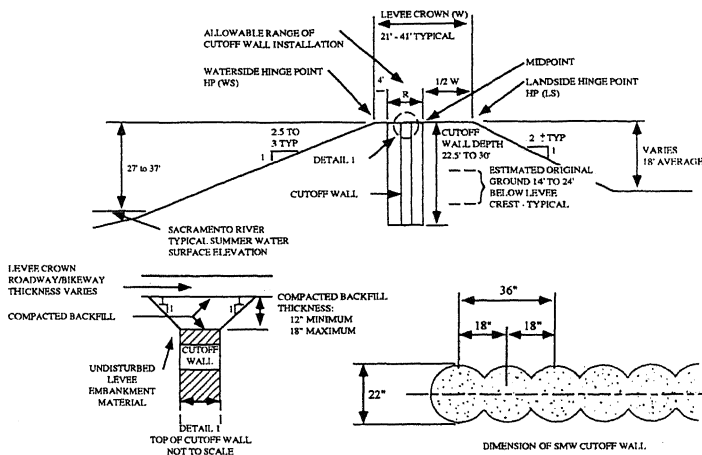 LEVEE CROWN (W)
21' - 41' TYPICAL
ALLOWABLE RANGE OF
CUTOFF WALL INSTALLATION
WATERSIDE HINGE POINT
HP (WS)
4'
R
1/2 W
MIDPOINT
LANDSIDE HINGE POINT
HP (LS)
27' to 37'
2.5 TO
3 TYP
1
DETAIL 1
CUTOFF
WALL DEPTH
22.5' TO 30'
2 ± TYP
1
VARIES
18' AVERAGE
CUTOFF WALL
ESTIMATED ORIGINAL
GROUND 14' TO 24'
BELOW LEVEE
CREST - TYPICAL
SACRAMENTO RIVER
TYPICAL SUMMER WATER
SURFACE ELEVATION
LEVEE CROWN
ROADWAY/BIKEWAY
THICKNESS VARIES
COMPACTED BACKFILL
1
1
COMPACTED BACKFILL
THICKNESS:
12" MINIMUM
18" MAXIMUM
CUTOFF
WALL
UNDISTURBED
LEVEE
EMBANKMENT
MATERIAL
DETAIL 1
TOP OF CUTOFF WALL
NOT TO SCALE
36"
18"
18"
22"
DIMENSION OF SMW CUTOFF WALL